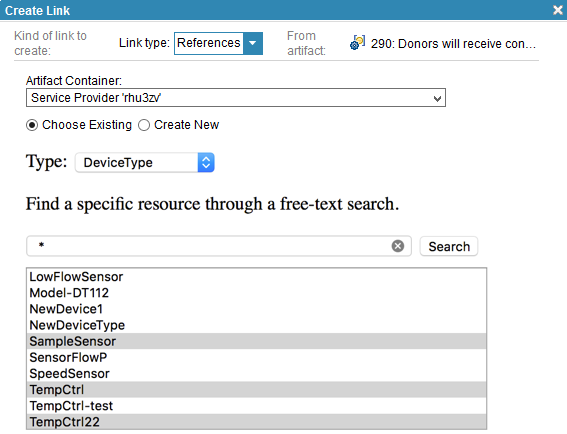 Create Link
Kind of link to create:
Link type: References
From artifact:
290: Donors will receive con...
Artifact Container:
Service Provider 'rhu3zv'
Choose Existing
Create New
Type: DeviceType
Find a specific resource through a free-text search.
*
Search
LowFlowSensor
Model-DT112
NewDevice1
NewDeviceType
SampleSensor
SensorFlowP
SpeedSensor
TempCtrl
TempCtrl-test
TempCtrl22